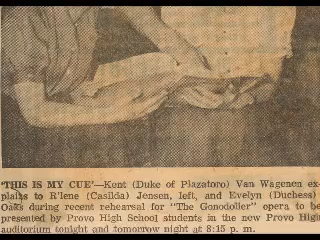 'THIS IS MY CUE'—Kent (Duke of Plazatoro) Van Wagenen ex-
plains to R'lene (Casilda) Jensen, left, and Evelyn (Duchess)
Oaks during recent rehearsal for "The Gonodolier" opera to be
presented by Provo High School students in the new Provo High
auditorium tonight and tomorrow night at 8:15 p. m.